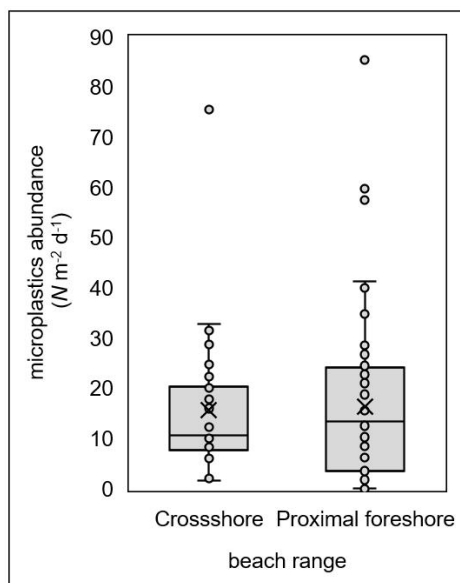 microplastics abundance
(N m-2 d-1)
90
80
70
60
50
40
30
20
10
0
Crossshore Proximal foreshore
beach range